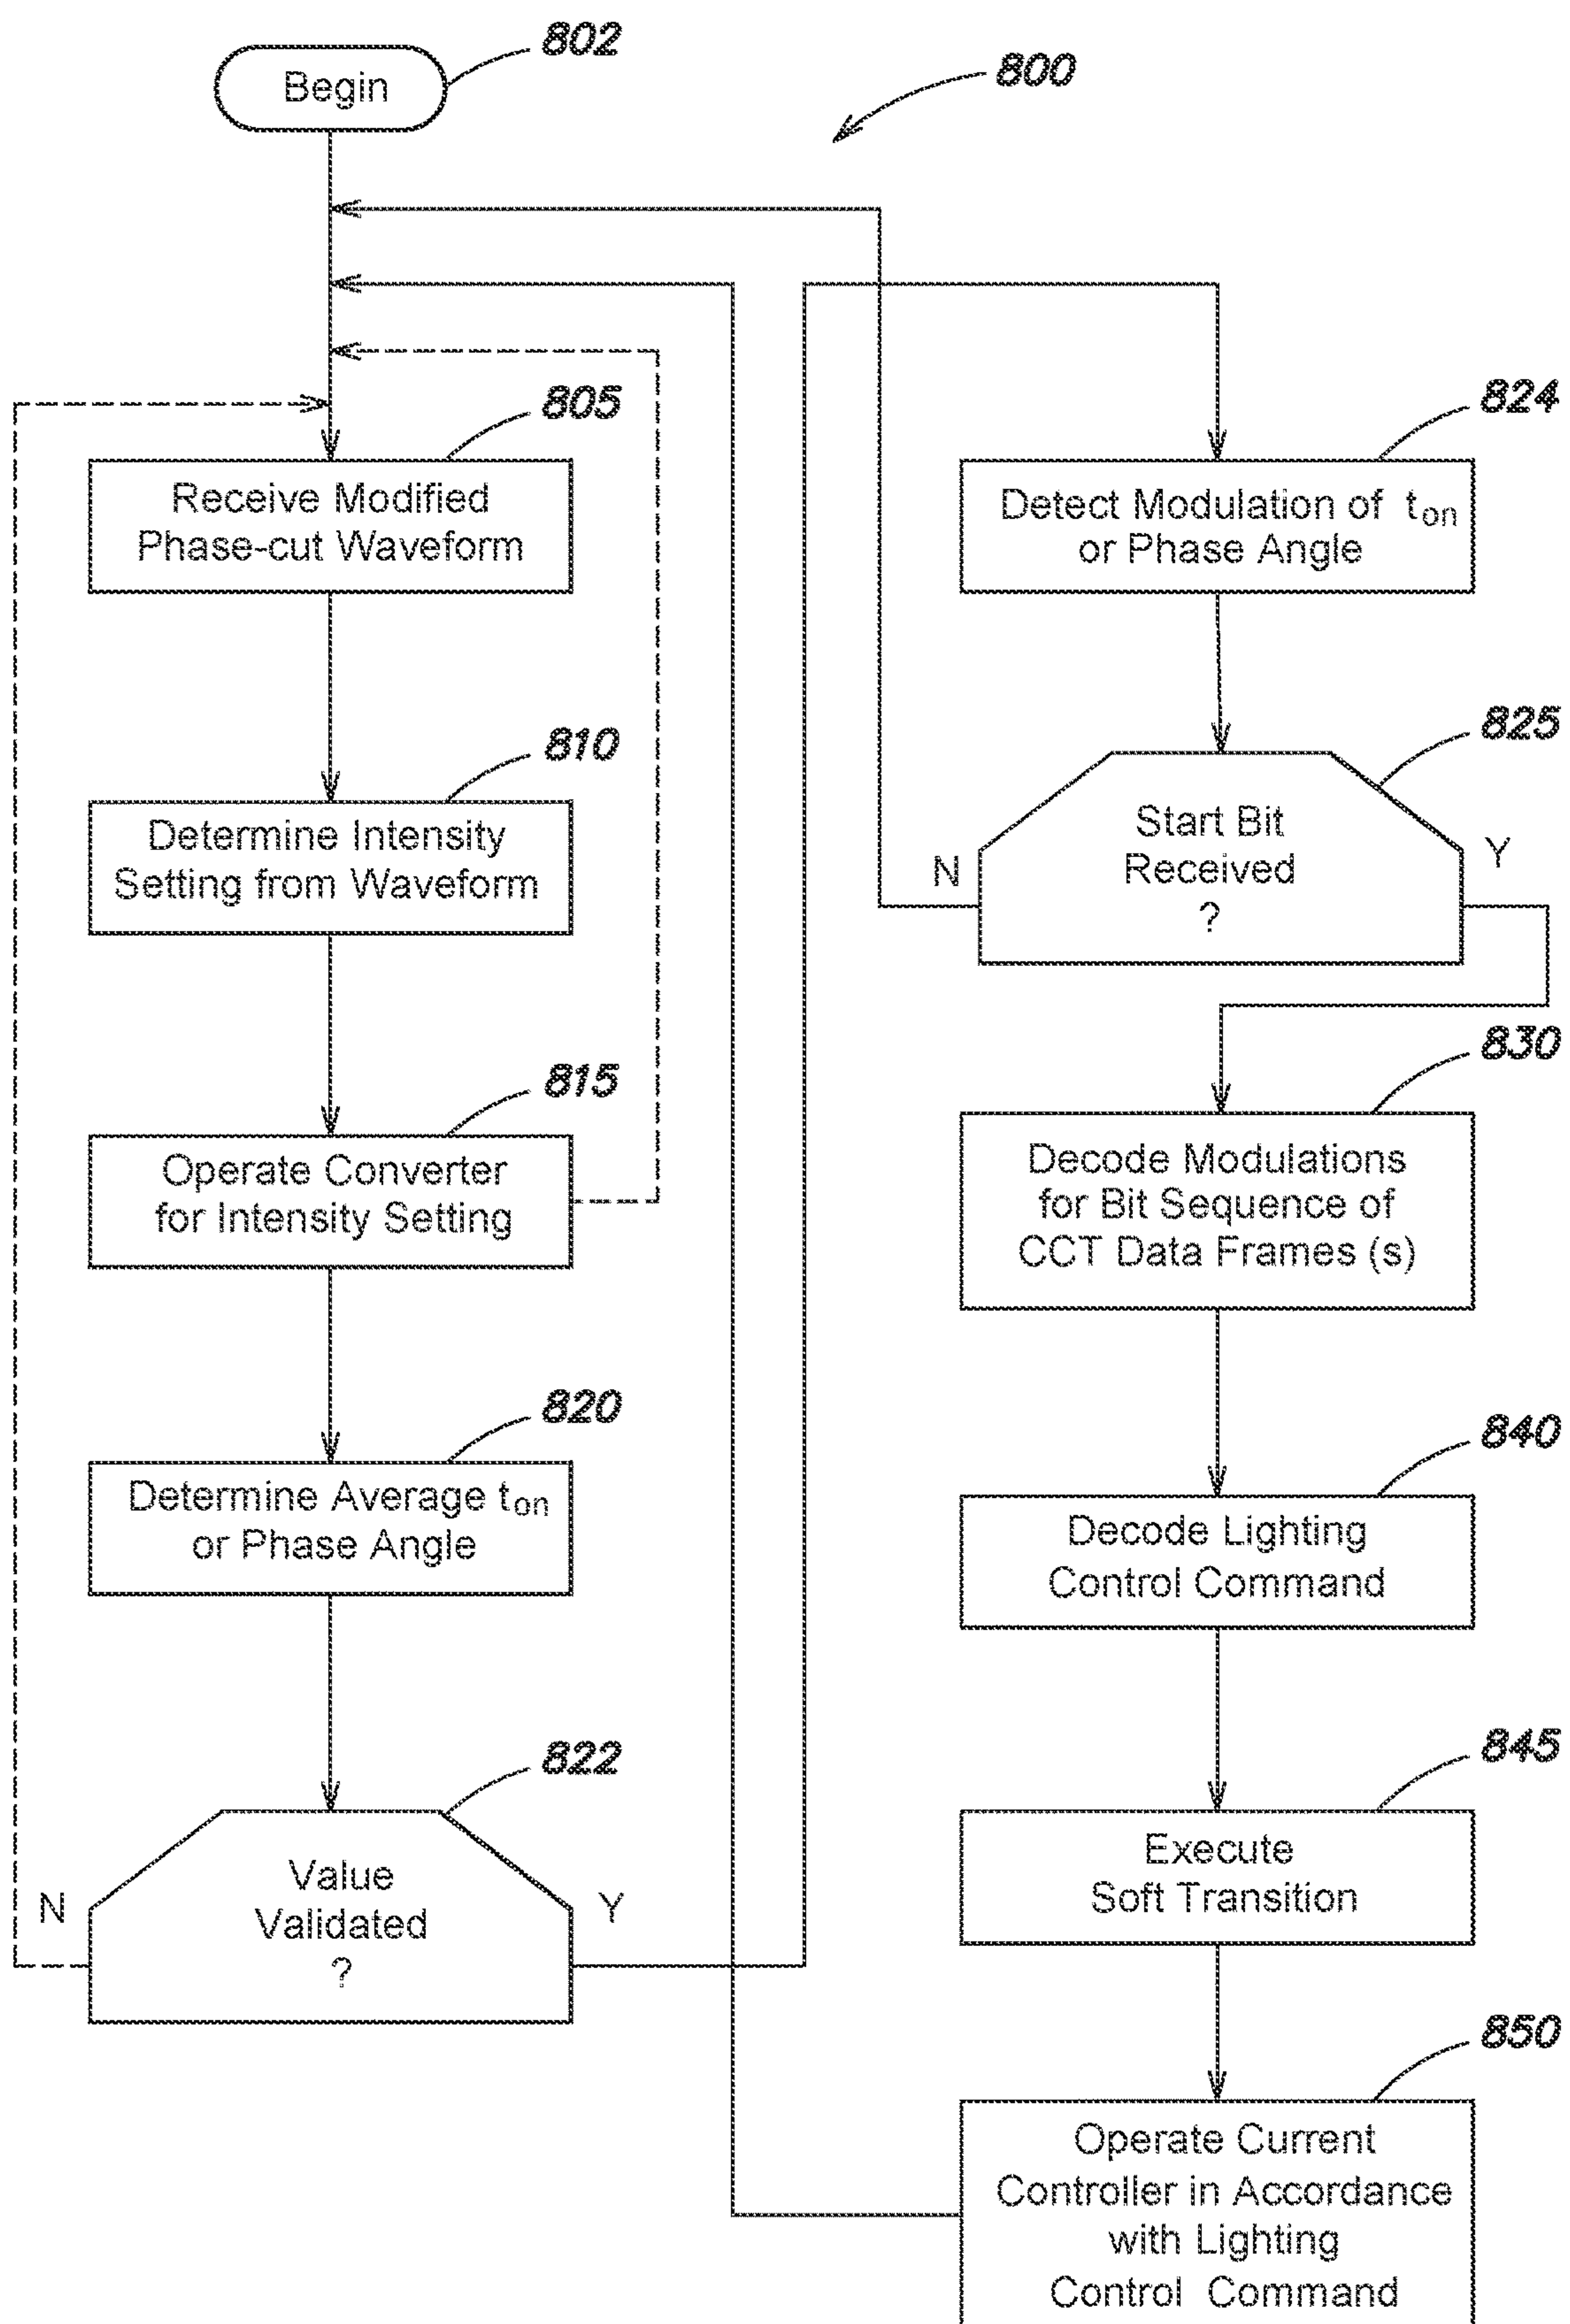 802
Begin
800
805
Receive Modified
Phase-cut Waveform
810
Determine Intensity
Setting from Waveform
815
Operate Converter
for Intensity Setting
820
Determine Average ton
or Phase Angle
822
Value
Validated
?
N
Y
824
Detect Modulation of ton
or Phase Angle
825
Start Bit
Received
?
N
Y
830
Decode Modulations
for Bit Sequence of
CCT Data Frames (s)
840
Decode Lighting
Control Command
845
Execute
Soft Transition
850
Operate Current
Controller in Accordance
with Lighting
Control Command